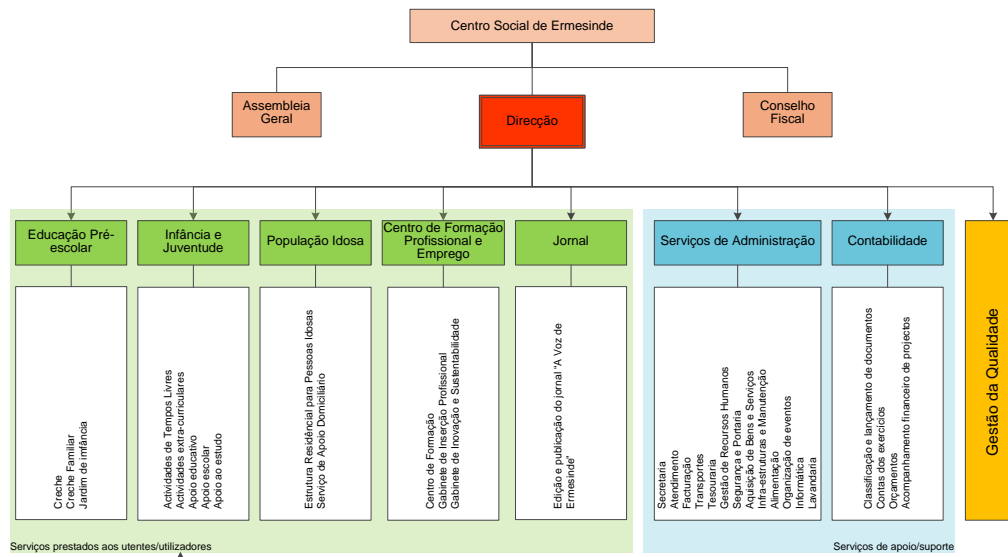 Centro Social de Ermesinde
Assembleia
Geral
Direcção
Conselho
Fiscal
Educação Pré-
escolar
Infância e
Juventude
População Idosa
Centro de Formação
Profissional e
Emprego
Jornal
Serviços de Administração
Contabilidade
Gestão da Qualidade
Creche
Creche Familiar
Jardim de infância
Actividades de Tempos Livres
Actividades extra-curriculares
Apoio educativo
Apoio escolar
Apoio ao estudo
Estrutura Residêncial para Pessoas Idosas
Serviço de Apoio Domiciliário
Centro de Formação
Gabinete de Inserção Profissional
Gabinete de Inovação e Sustentabilidade
Edição e publicação do jornal "A Voz de
Ermesinde"
Secretaria
Atendimento
Facturação
Transportes
Tesouraria
Gestão de Recursos Humanos
Segurança e Portaria
Aquisição de Bens e Serviços
Infra-estruturas e Manutenção
Alimentação
Organização de eventos
Informática
Lavandaria
Classificação e lançamento de documentos
Contas dos exercícios
Orçamentos
Acompanhamento financeiro de projectos
Serviços prestados aos utentes/utilizadores
Serviços de apoio/suporte